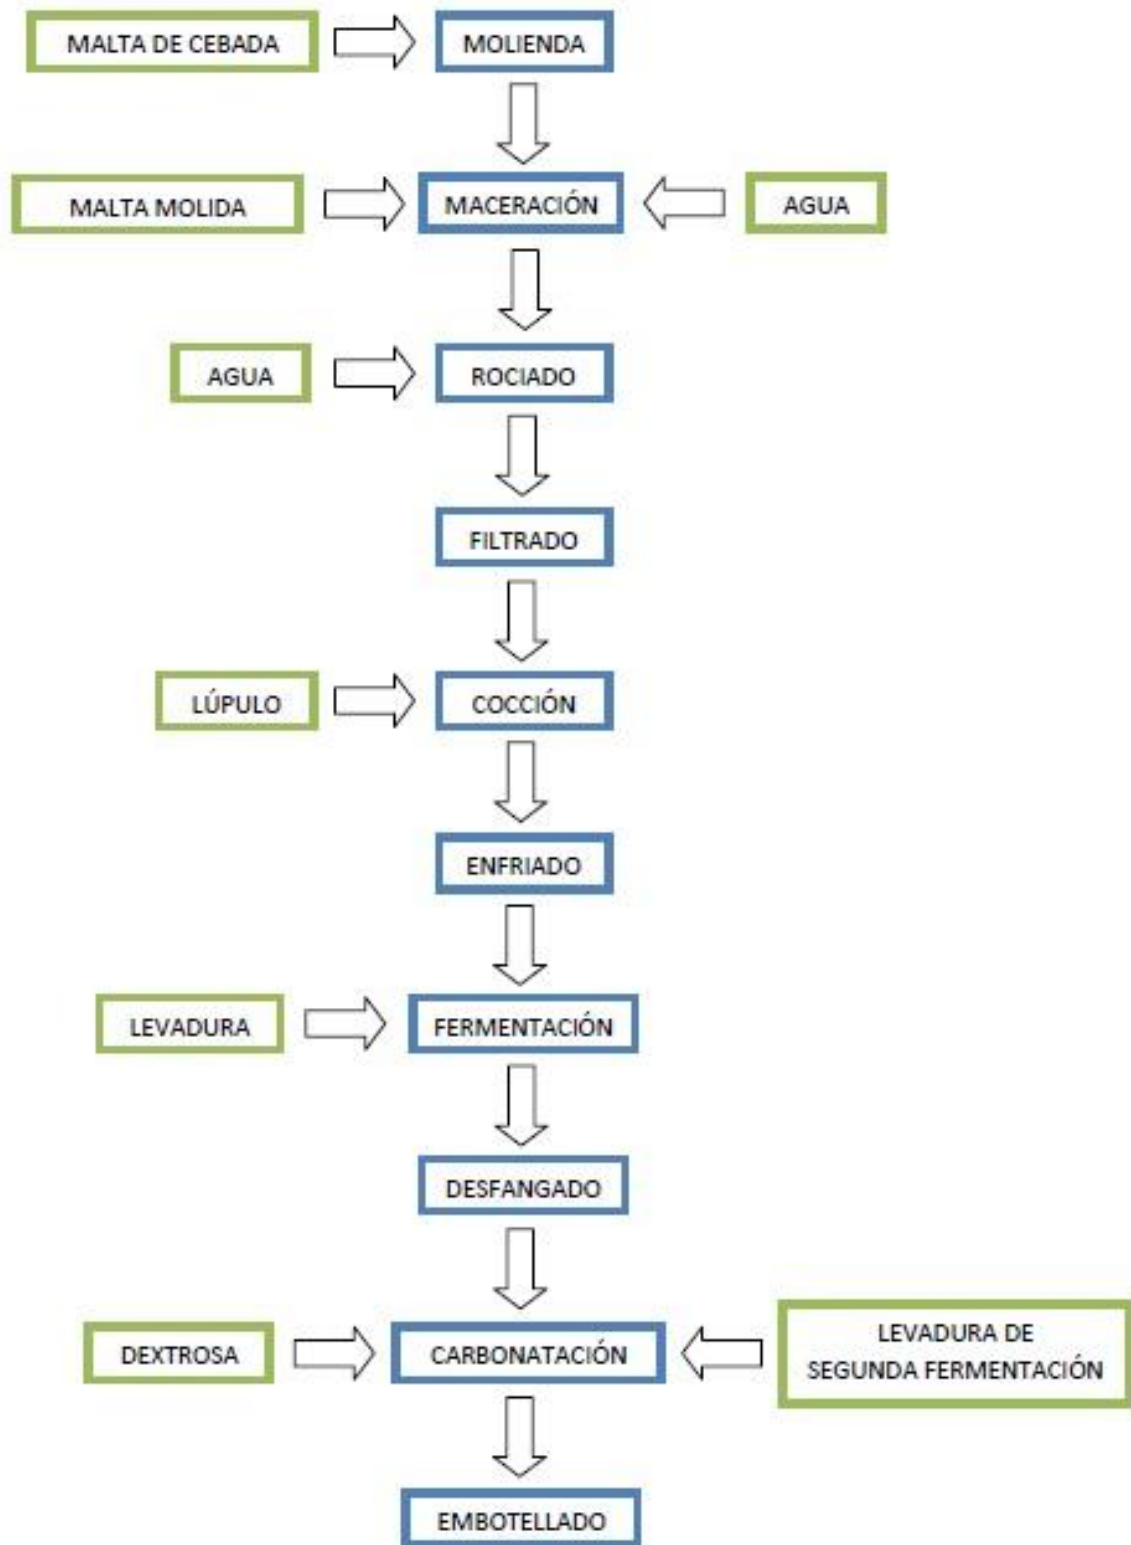 MALTA DE CEBADA
MOLIENDA
MALTA MOLIDA
MACERACIÓN
AGUA
AGUA
ROCIADO
FILTRADO
LÚPULO
COCCIÓN
ENFRIADO
LEVADURA
FERMENTACIÓN
DESFANGADO
DEXTROSA
CARBONATACIÓN
LEVADURA DE
SEGUNDA FERMENTACIÓN
EMBOTELLADO